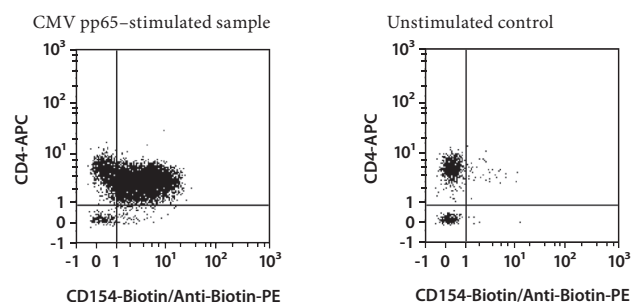 CMV pp65–stimulated sample
Unstimulated control
10³
10²
10¹
1
0
-1
CD4-APC
-1 0 1 10¹ 10² 10³
CD154-Biotin/Anti-Biotin-PE
10³
10²
10¹
1
0
-1
CD4-APC
-1 0 1 10¹ 10² 10³
CD154-Biotin/Anti-Biotin-PE